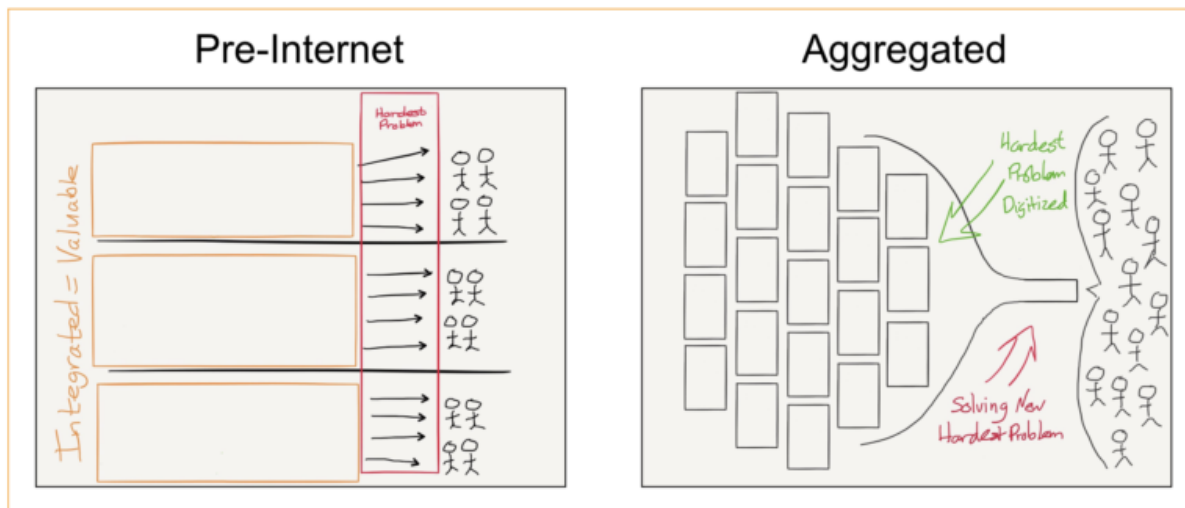 Pre-Internet
Integrated = Valuable
Hardest
Problem
Aggregated
Hardest
Problem
Digitized
Solving New
Hardest Problem